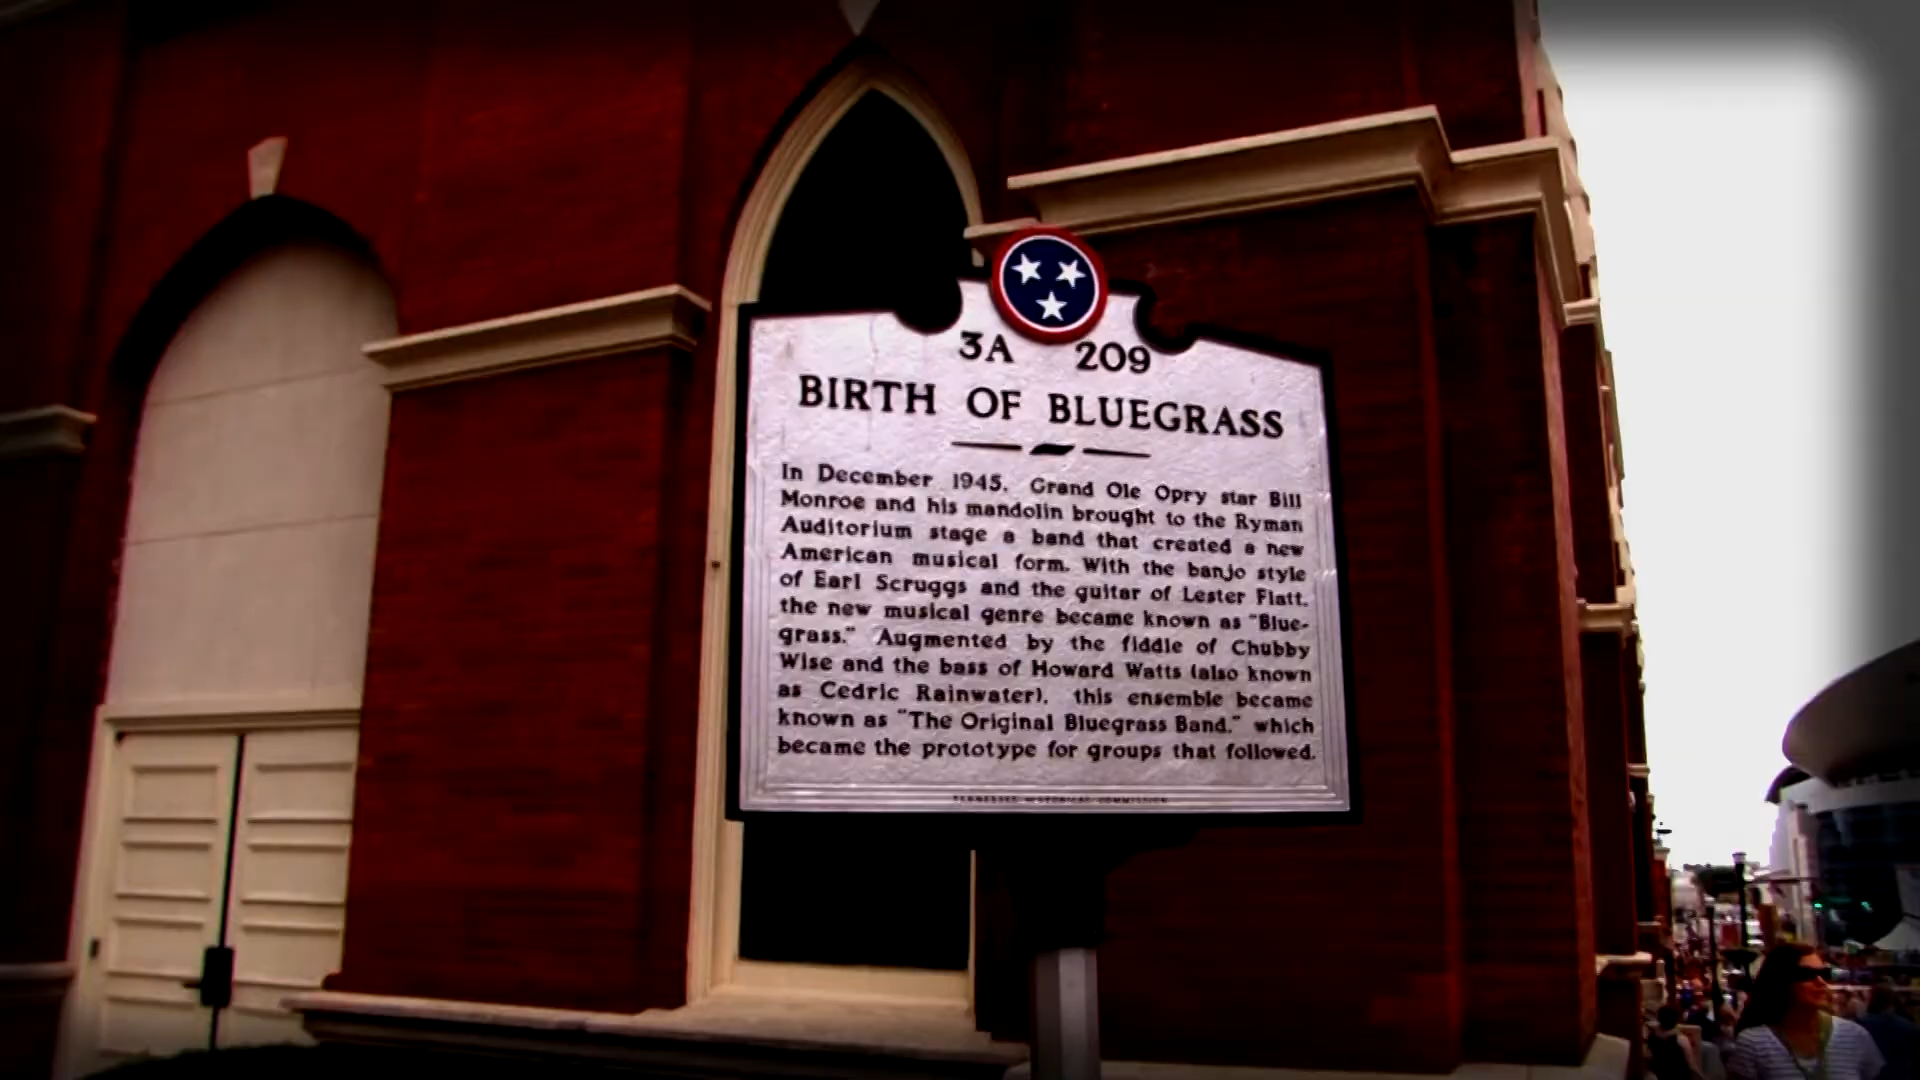 3A 209
BIRTH OF BLUEGRASS
In December 1945, Grand Ole Opry star Bill
Monroe and his mandolin brought to the Ryman
Auditorium stage a band that created a new
American musical form. With the banjo style
of Earl Scruggs and the guitar of Lester Flatt,
the new musical genre became known as "Blue-
grass." Augmented by the fiddle of Chubby
Wise and the bass of Howard Watts (also known
as Cedric Rainwater), this ensemble became
known as "The Original Bluegrass Band," which
became the prototype for groups that followed.
TENNESSEE HISTORICAL COMMISSION